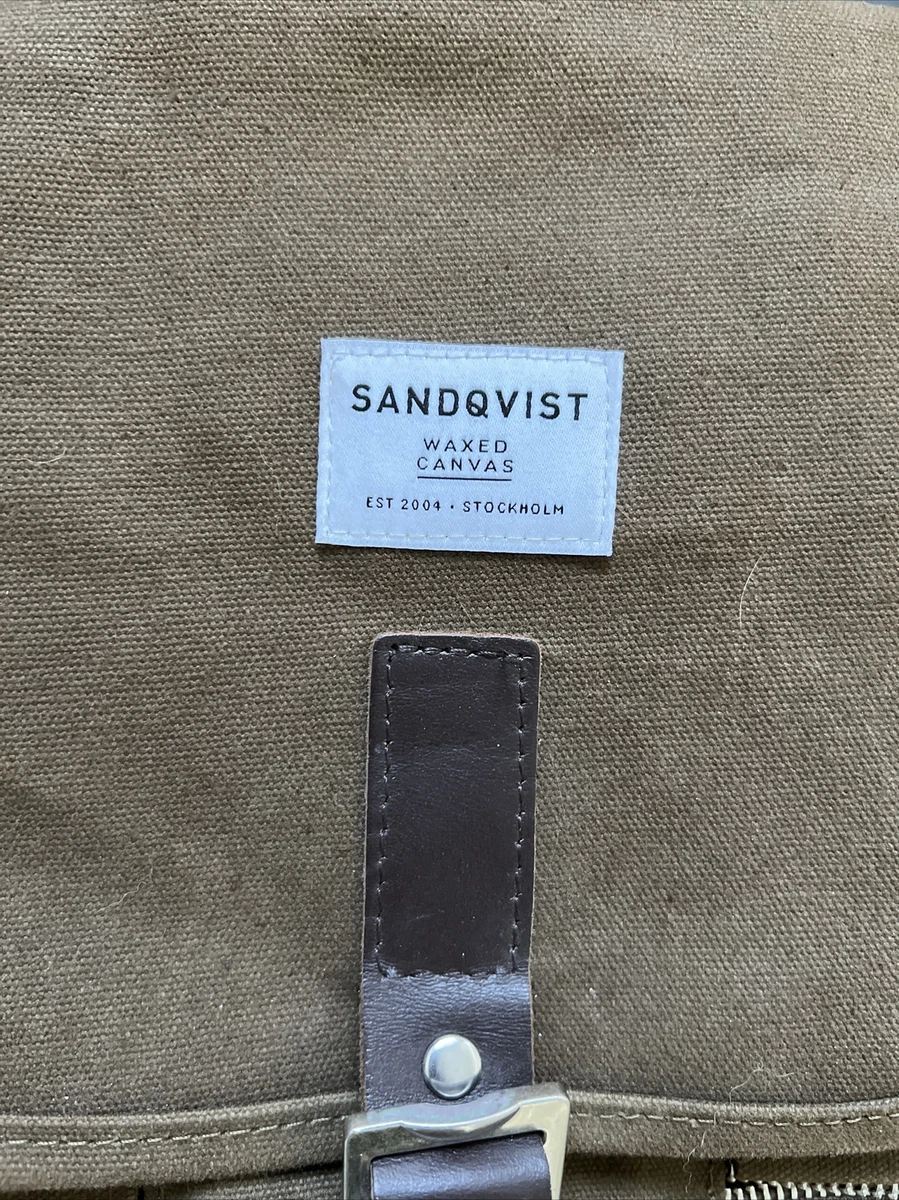 SANDQVIST
WAXED
CANVAS
EST 2004 · STOCKHOLM